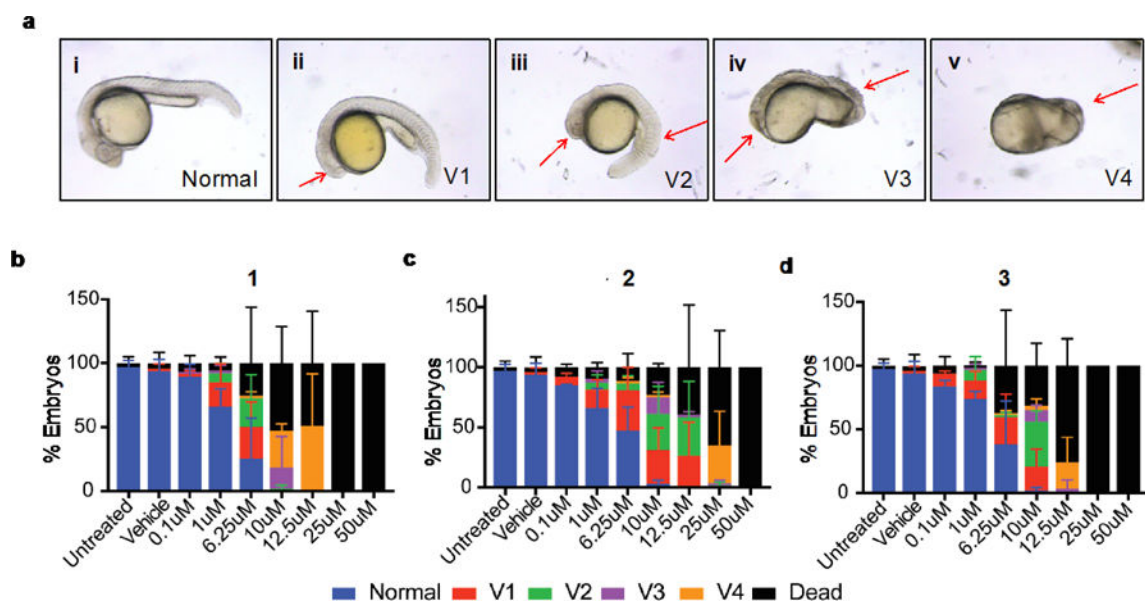 a
i
ii
iii
iv
v
Normal
V1
V2
V3
V4
b
1
c
2
d
3
150
100
50
0
% Embryos
Untreated
Vehicle
0.1uM
1uM
6.25uM
10uM
12.5uM
25uM
50uM
150
100
50
0
% Embryos
Untreated
Vehicle
0.1uM
1uM
6.25uM
10uM
12.5uM
25uM
50uM
150
100
50
0
% Embryos
Untreated
Vehicle
0.1uM
1uM
6.25uM
10uM
12.5uM
25uM
50uM
Normal V1 V2 V3 V4 Dead